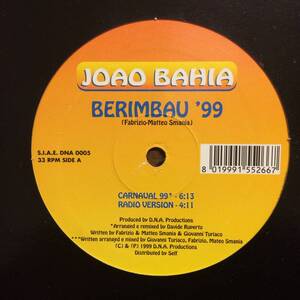 JOAO BAHIA
BERIMBAU '99
(Fabrizio-Matteo Smania)
S.I.A.E. DNA 0005
33 RPM SIDE A
8 019991 552667
CARNAVAL 99* - 6:13
RADIO VERSION - 4:11
Produced by D.N.A. Productions
*Arranged e remixed by Davide Ruperto
Written by Fabrizio & Matteo Smania & Giovanni Turiaco
**Written arranged e mixed by Giovanni Turiaco, Fabrizio, Matteo Smania
(C) & (P) 1999 D.N.A. Productions
Distributed by Self